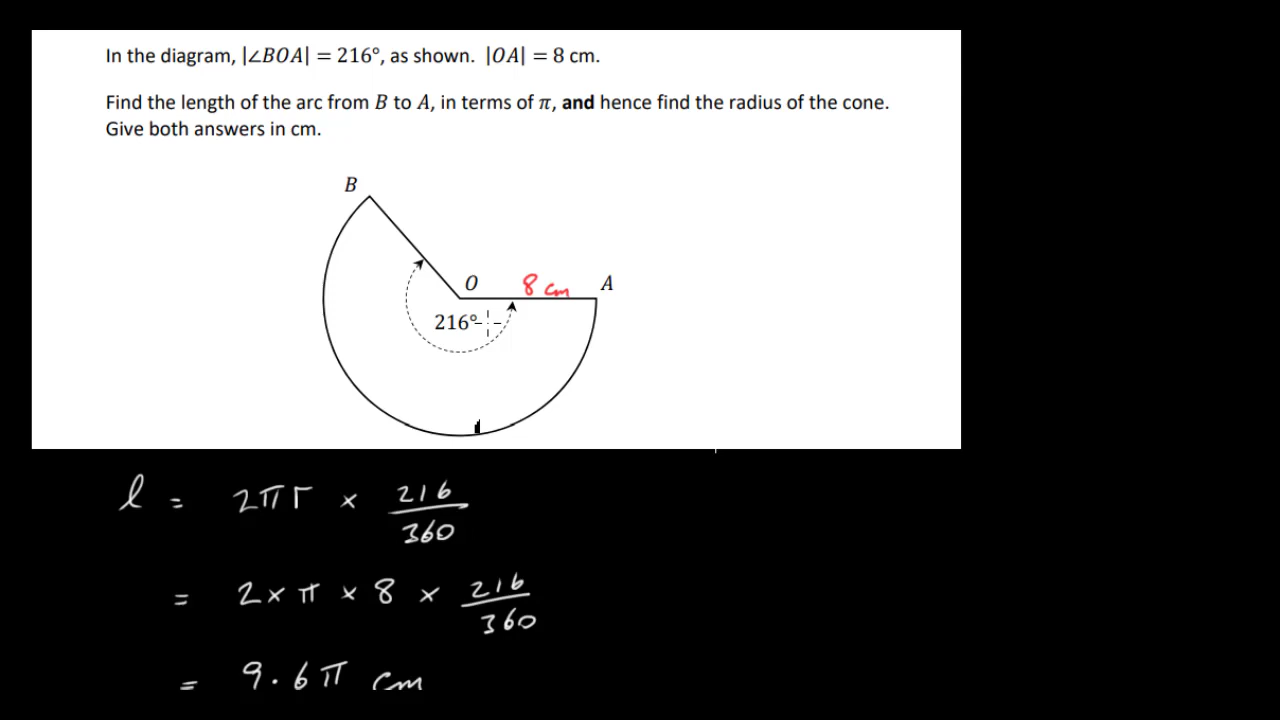 In the diagram, |∠BOA| = 216°, as shown. |OA| = 8 cm.
Find the length of the arc from B to A, in terms of π, and hence find the radius of the cone.
Give both answers in cm.
B
O
8 cm
A
216°
l = 2πr × 216/360
= 2 × π × 8 × 216/360
= 9.6π cm